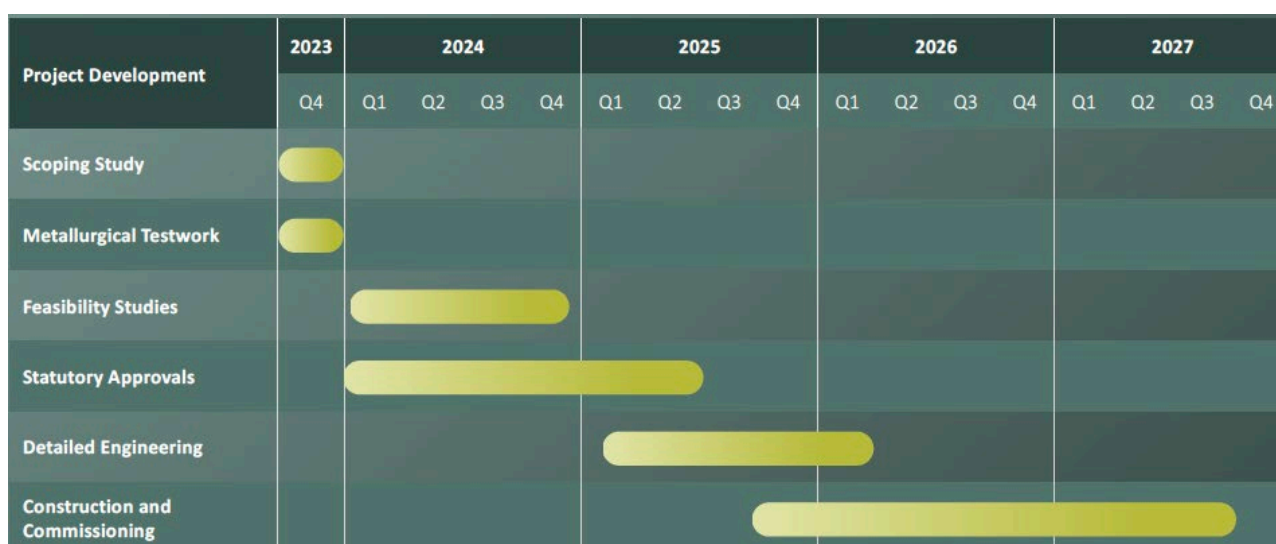 Project Development
2023 2024 2025 2026 2027
Q4 Q1 Q2 Q3 Q4 Q1 Q2 Q3 Q4 Q1 Q2 Q3 Q4 Q1 Q2 Q3 Q4
Scoping Study
Metallurgical Testwork
Feasibility Studies
Statutory Approvals
Detailed Engineering
Construction and
Commissioning